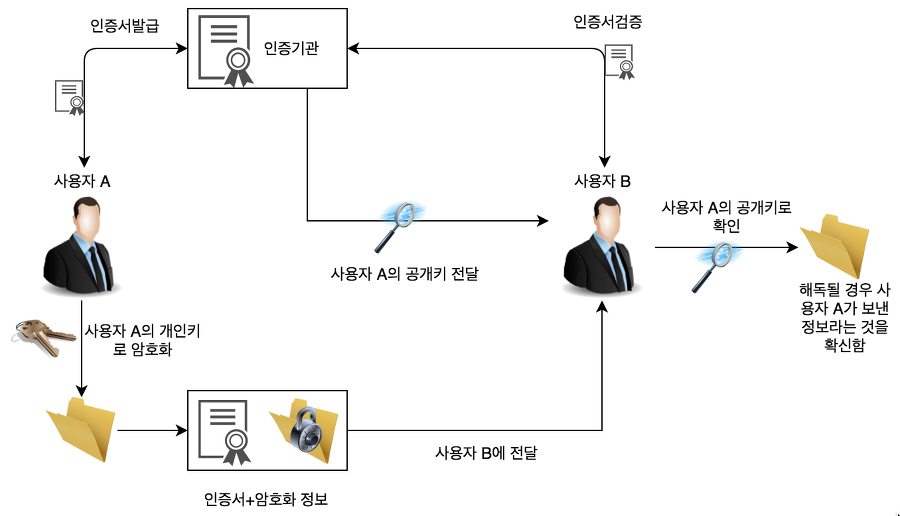 인증서발급
인증기관
인증서검증
사용자 A
사용자 B
사용자 A의 공개키로
확인
사용자 A의 공개키 전달
해독될 경우 사
용자 A가 보낸
정보라는 것을
확신함
사용자 A의 개인키
로 암호화
사용자 B에 전달
인증서+암호화 정보